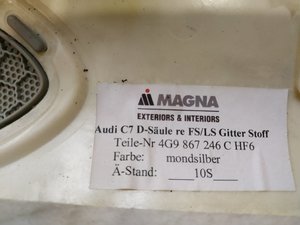 MAGNA
EXTERIORS & INTERIORS
Audi C7 D-Säule re FS/LS Gitter Stoff
Teile-Nr 4G9 867 246 C HF6
Farbe: mondsilber
Ä-Stand: ____10S____